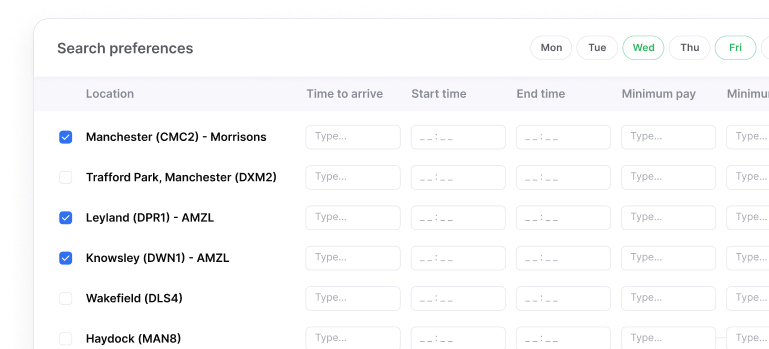 Search preferences Mon Tue Wed Thu Fri
Location Time to arrive Start time End time Minimum pay
Manchester (CMC2) - Morrisons Type... _ _ : _ _ _ _ : _ _ Type... Type...
Trafford Park, Manchester (DXM2) Type... _ _ : _ _ _ _ : _ _ Type... Type...
Leyland (DPR1) - AMZL Type... _ _ : _ _ _ _ : _ _ Type... Type...
Knowsley (DWN1) - AMZL Type... _ _ : _ _ _ _ : _ _ Type... Type...
Wakefield (DLS4) Type... _ _ : _ _ _ _ : _ _ Type... Type...
Haydock (MAN8) Type... _ _ : _ _ _ _ : _ _ Type... Type...